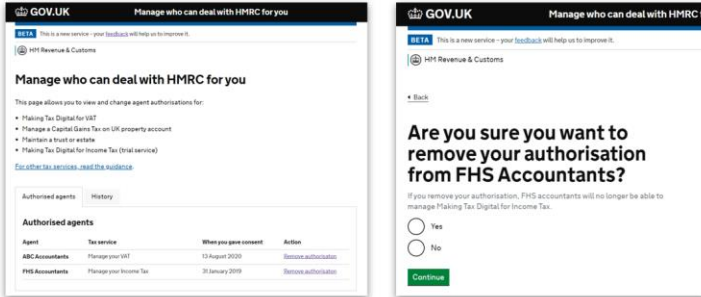 GOV.UK Manage who can deal with HMRC for you
BETA This is a new service - your feedback will help us to improve it.
HM Revenue & Customs
Manage who can deal with HMRC for you
This page allows you to view and change agent authorisations for:
• Making Tax Digital for VAT
• Manage a Capital Gains Tax on UK property account
• Maintain a trust or estate
• Making Tax Digital for Income Tax (trial service)
For other tax services, read the guidance.
Authorised agents History
Authorised agents
Agent Tax service When you gave consent Action
ABC Accountants Manage your VAT 13 August 2020 Remove authorisation
FHS Accountants Manage your Income Tax 31 January 2019 Remove authorisation
GOV.UK Manage who can deal with HMRC f
BETA This is a new service - your feedback will help us to improve it.
HM Revenue & Customs
Back
Are you sure you want to
remove your authorisation
from FHS Accountants?
If you remove your authorisation, FHS accountants will no longer be able to
manage Making Tax Digital for Income Tax.
Yes
No
Continue